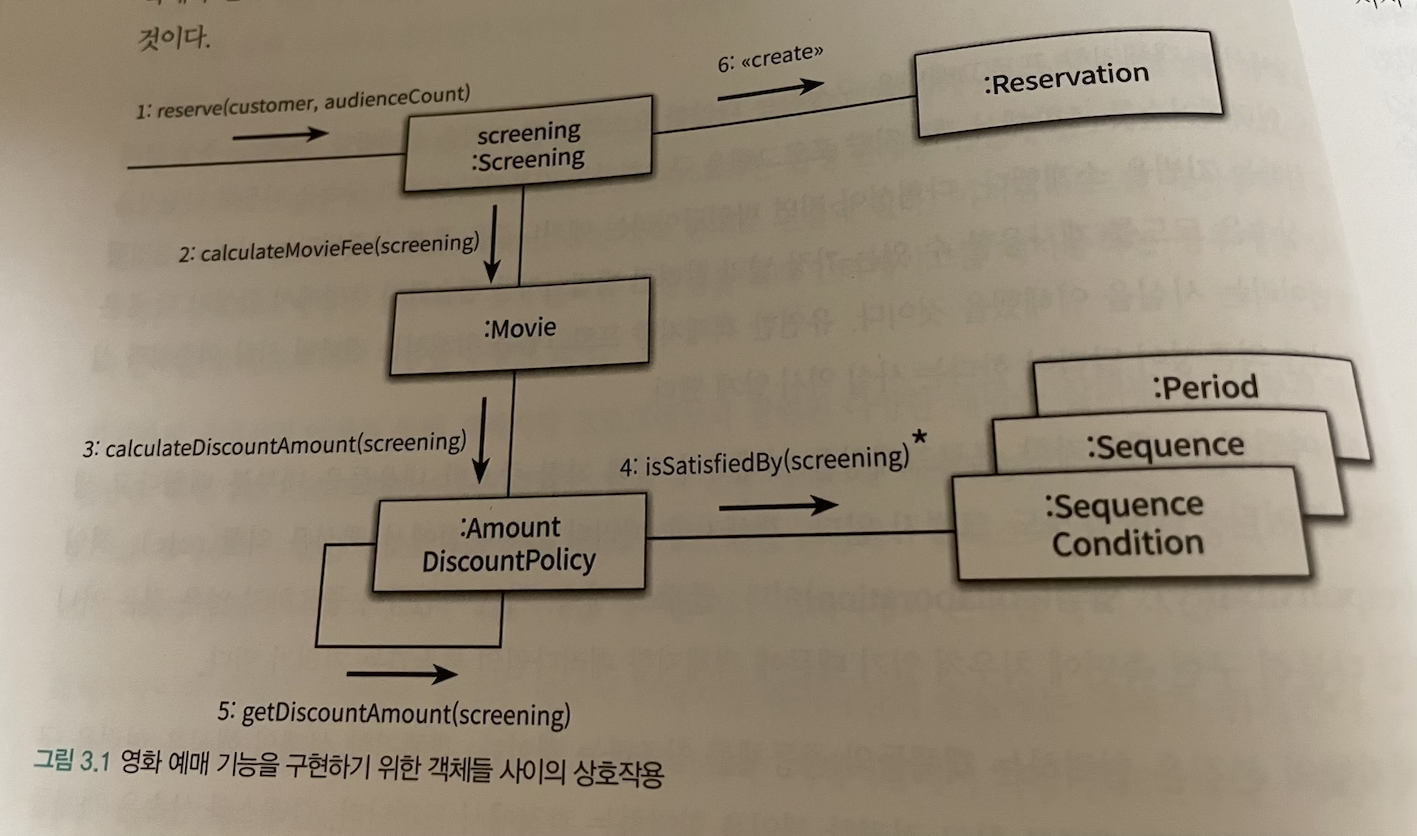 것이다.
1: reserve(customer, audienceCount)
6: «create»
:Reservation
screening
:Screening
2: calculateMovieFee(screening)
:Movie
:Period
3: calculateDiscountAmount(screening)
4: isSatisfiedBy(screening)*
:Sequence
:Sequence
Condition
:Amount
DiscountPolicy
5: getDiscountAmount(screening)
그림 3.1 영화 예매 기능을 구현하기 위한 객체들 사이의 상호작용